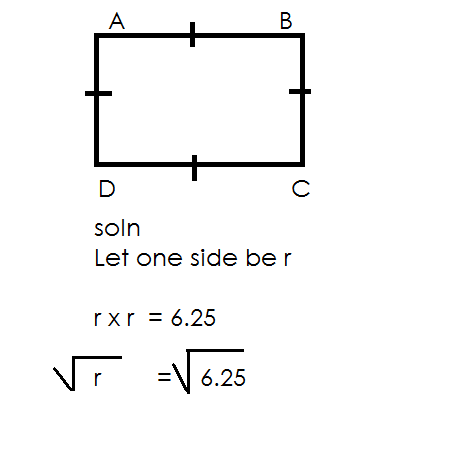 A B
D C
soln
Let one side be r
r x r = 6.25
√r = √6.25